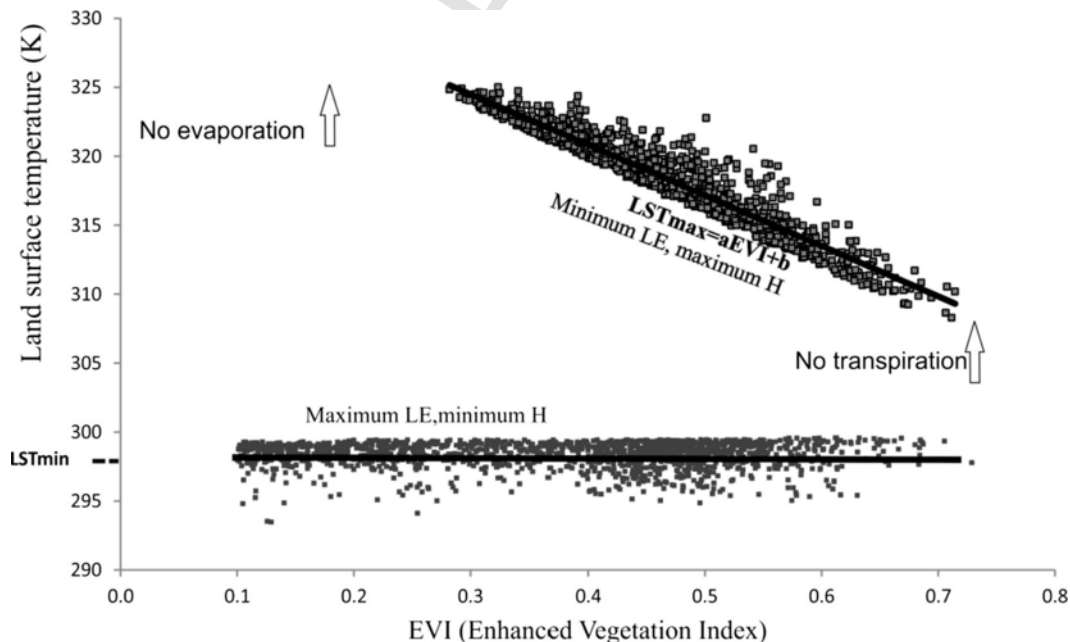 330
325
320
315
310
305
300
295
290
Land surface temperature (K)
No evaporation
LSTmax=aEVI+b
Minimum LE, maximum H
No transpiration
Maximum LE,minimum H
LSTmin
0.0 0.1 0.2 0.3 0.4 0.5 0.6 0.7 0.8
EVI (Enhanced Vegetation Index)